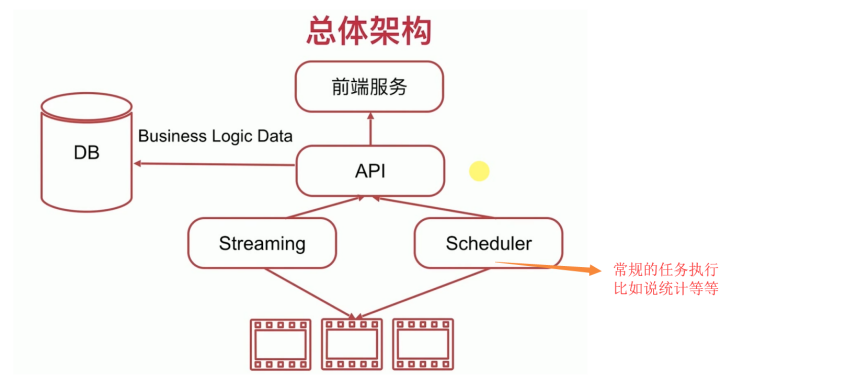 总体架构
前端服务
DB
Business Logic Data
API
Streaming
Scheduler
常规的任务执行
比如说统计等等